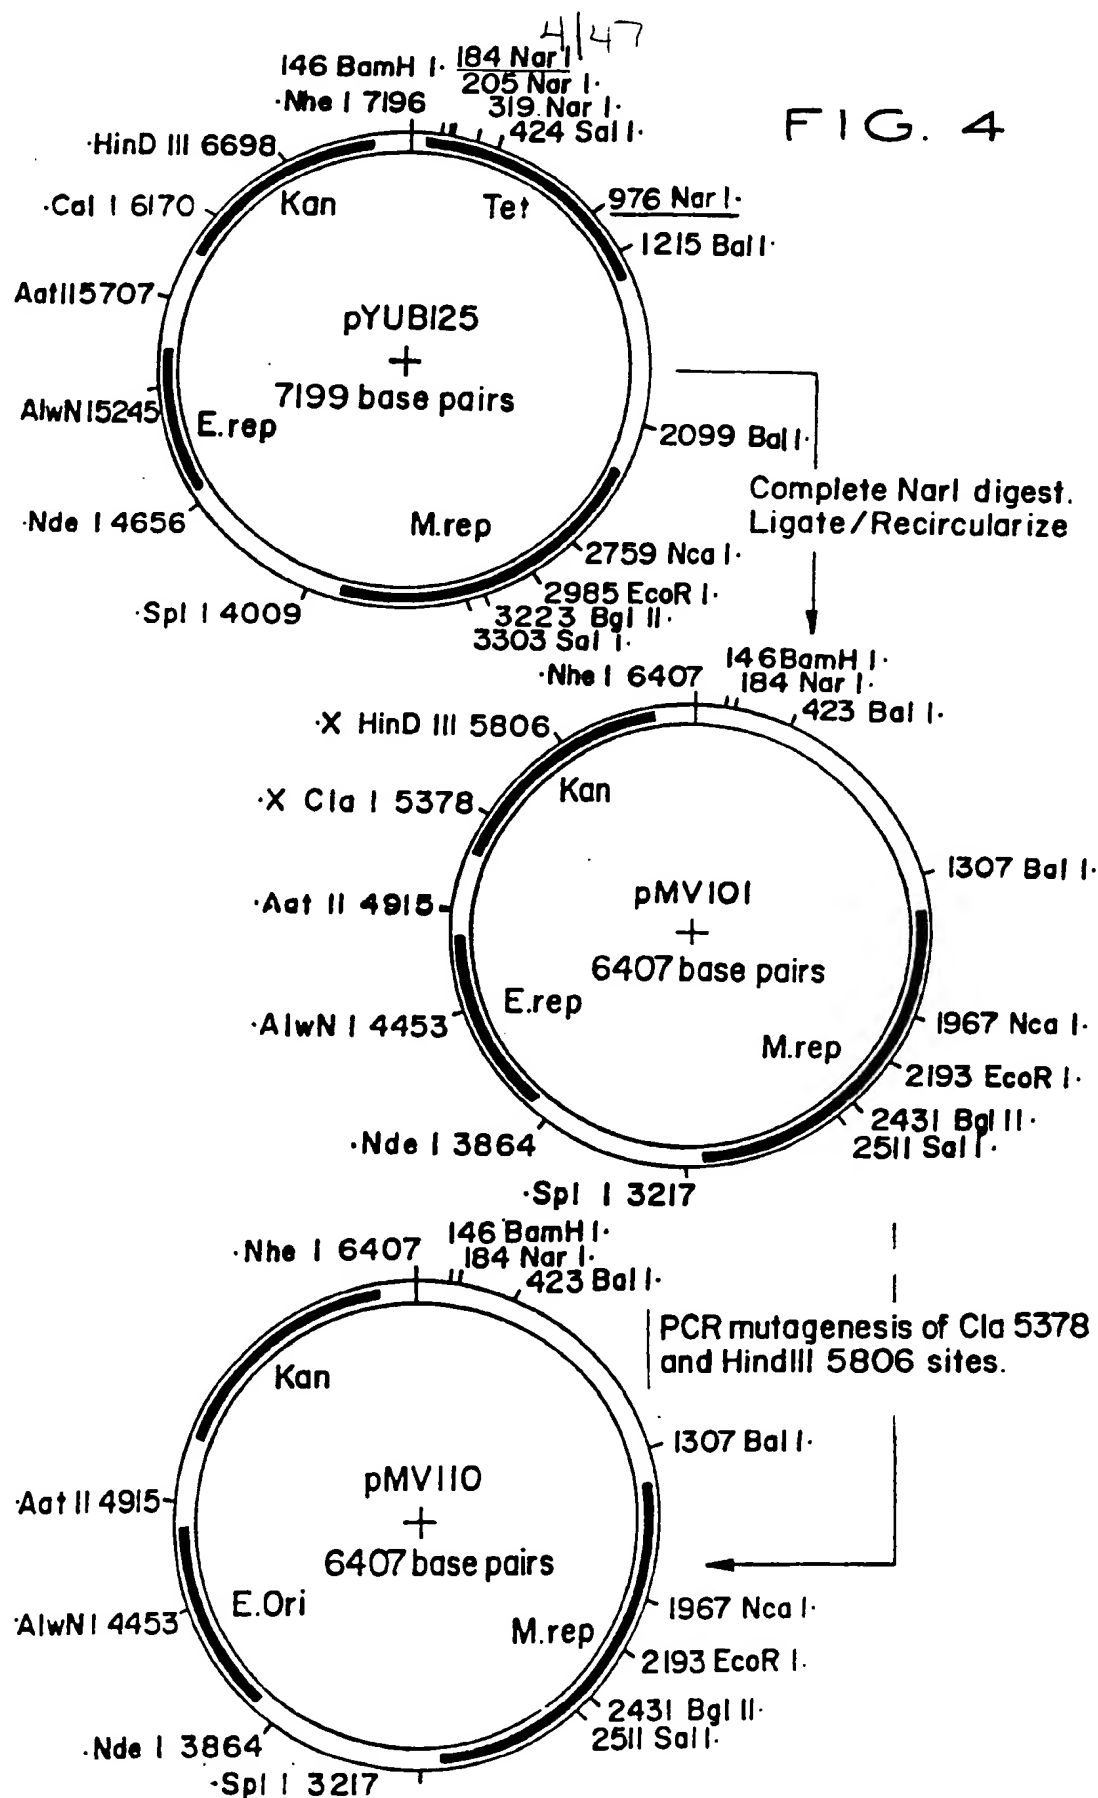 4/47
FIG. 4
146 BamH I· 184 Nar I
205 Nar I·
·Nhe I 7196
319 Nar I·
424 Sal I·
·HinD III 6698
·Cal I 6170
Kan
Tet
976 Nar I·
1215 Bal I·
AatII5707
pYUB125
+
7199 base pairs
AlwN15245
E.rep
2099 Bal I·
·Nde I 4656
M.rep
2759 Nca I·
2985 EcoR I·
3223 Bgl II·
3303 Sal I·
·Spl I 4009
Complete NarI digest.
Ligate/Recircularize
·Nhe I 6407
146 BamH I·
184 Nar I·
423 Bal I·
·X HinD III 5806
·X Cla I 5378
Kan
1307 Bal I·
·Aat II 4915
pMV101
+
6407 base pairs
E.rep
·AlwN I 4453
M.rep
1967 Nca I·
2193 EcoR I·
2431 Bgl II·
2511 Sal I·
·Nde I 3864
·Spl I 3217
146 BamH I·
·Nhe I 6407
184 Nar I·
423 Bal I·
PCR mutagenesis of Cla 5378
and HindIII 5806 sites.
Kan
1307 Bal I·
·Aat II 4915
pMV110
+
6407 base pairs
E.Ori
·AlwN I 4453
M.rep
1967 Nca I·
2193 EcoR I·
2431 Bgl II·
2511 Sal I·
·Nde I 3864
·Spl I 3217